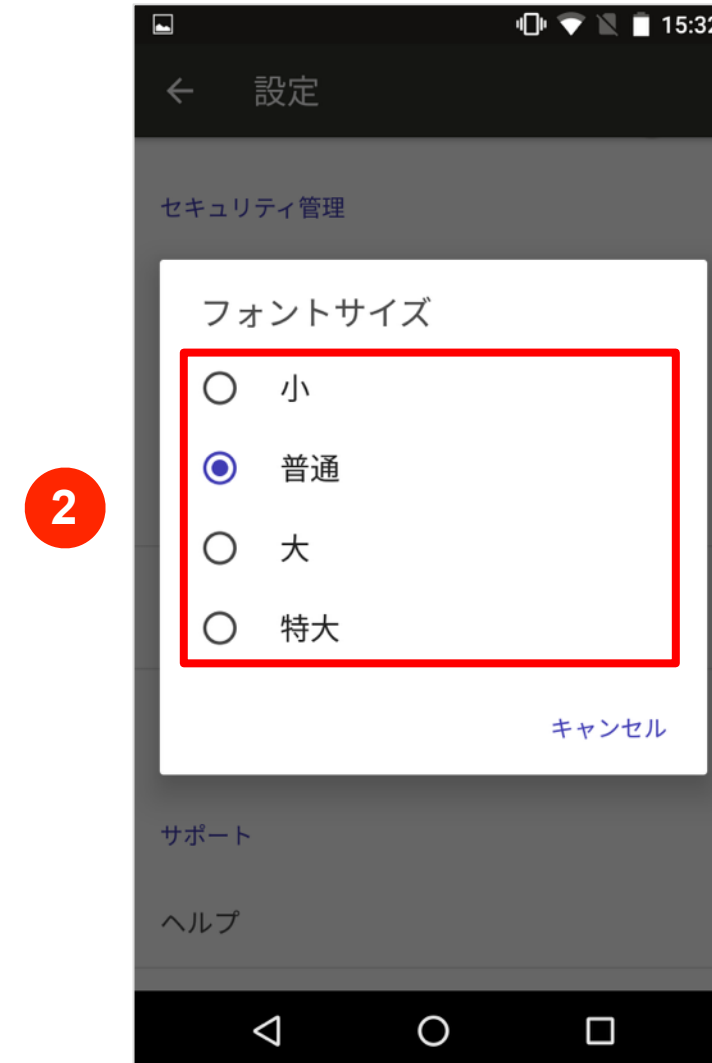 15:32
設定
セキュリティ管理
フォントサイズ
小
普通
2
大
特大
キャンセル
サポート
ヘルプ